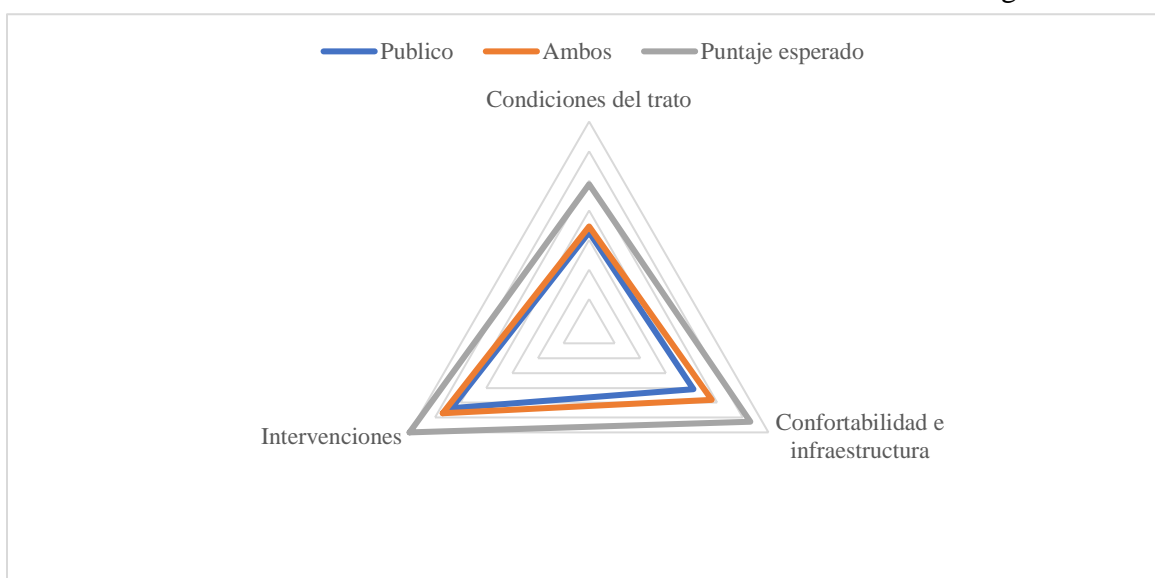 Publico Ambos Puntaje esperado
Condiciones del trato
Intervenciones
Confortabilidad e
infraestructura